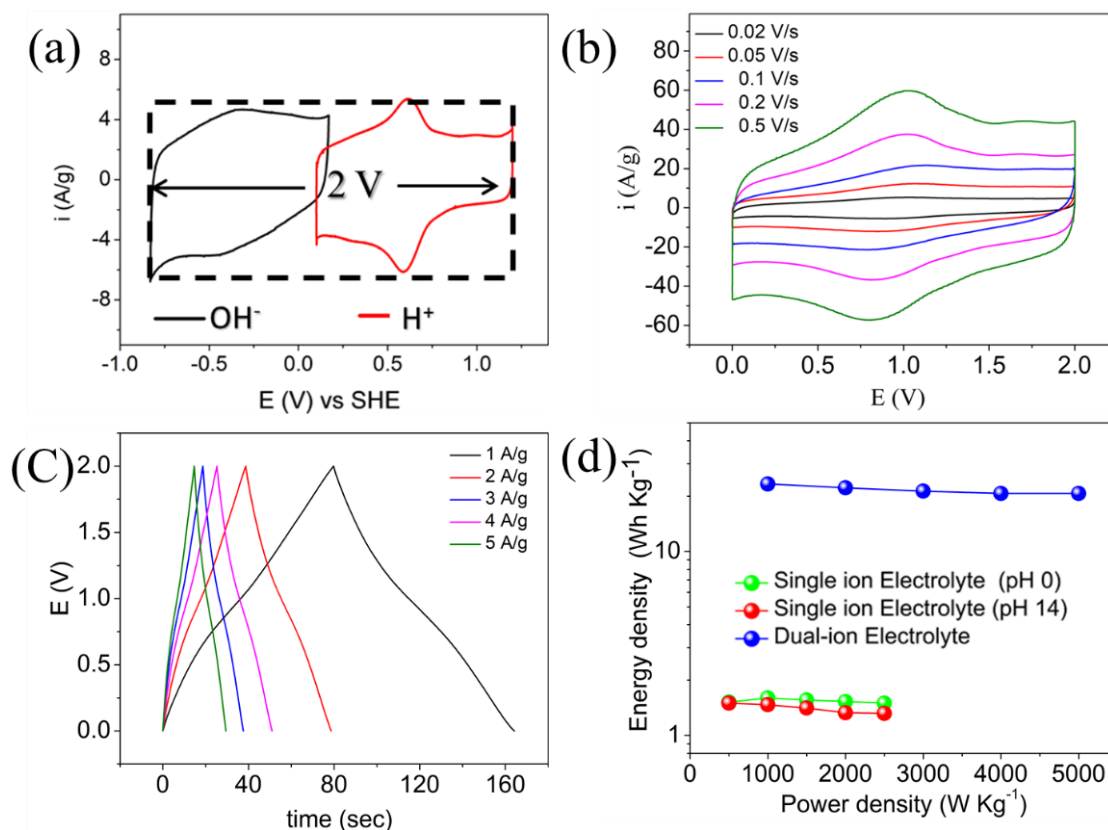 (a)
i (A/g)
8
4
0
-4
-8
2 V
OH-
H+
-1.0 -0.5 0.0 0.5 1.0
E (V) vs SHE
(b)
i (A/g)
80
60
40
20
0
-20
-40
-60
0.02 V/s
0.05 V/s
0.1 V/s
0.2 V/s
0.5 V/s
0.0 0.5 1.0 1.5 2.0
E (V)
(C)
E (V)
2.0
1.5
1.0
0.5
0.0
1 A/g
2 A/g
3 A/g
4 A/g
5 A/g
0 40 80 120 160
time (sec)
(d)
Energy density (Wh Kg⁻¹)
10
1
Single ion Electrolyte (pH 0)
Single ion Electrolyte (pH 14)
Dual-ion Electrolyte
0 1000 2000 3000 4000 5000
Power density (W Kg⁻¹)